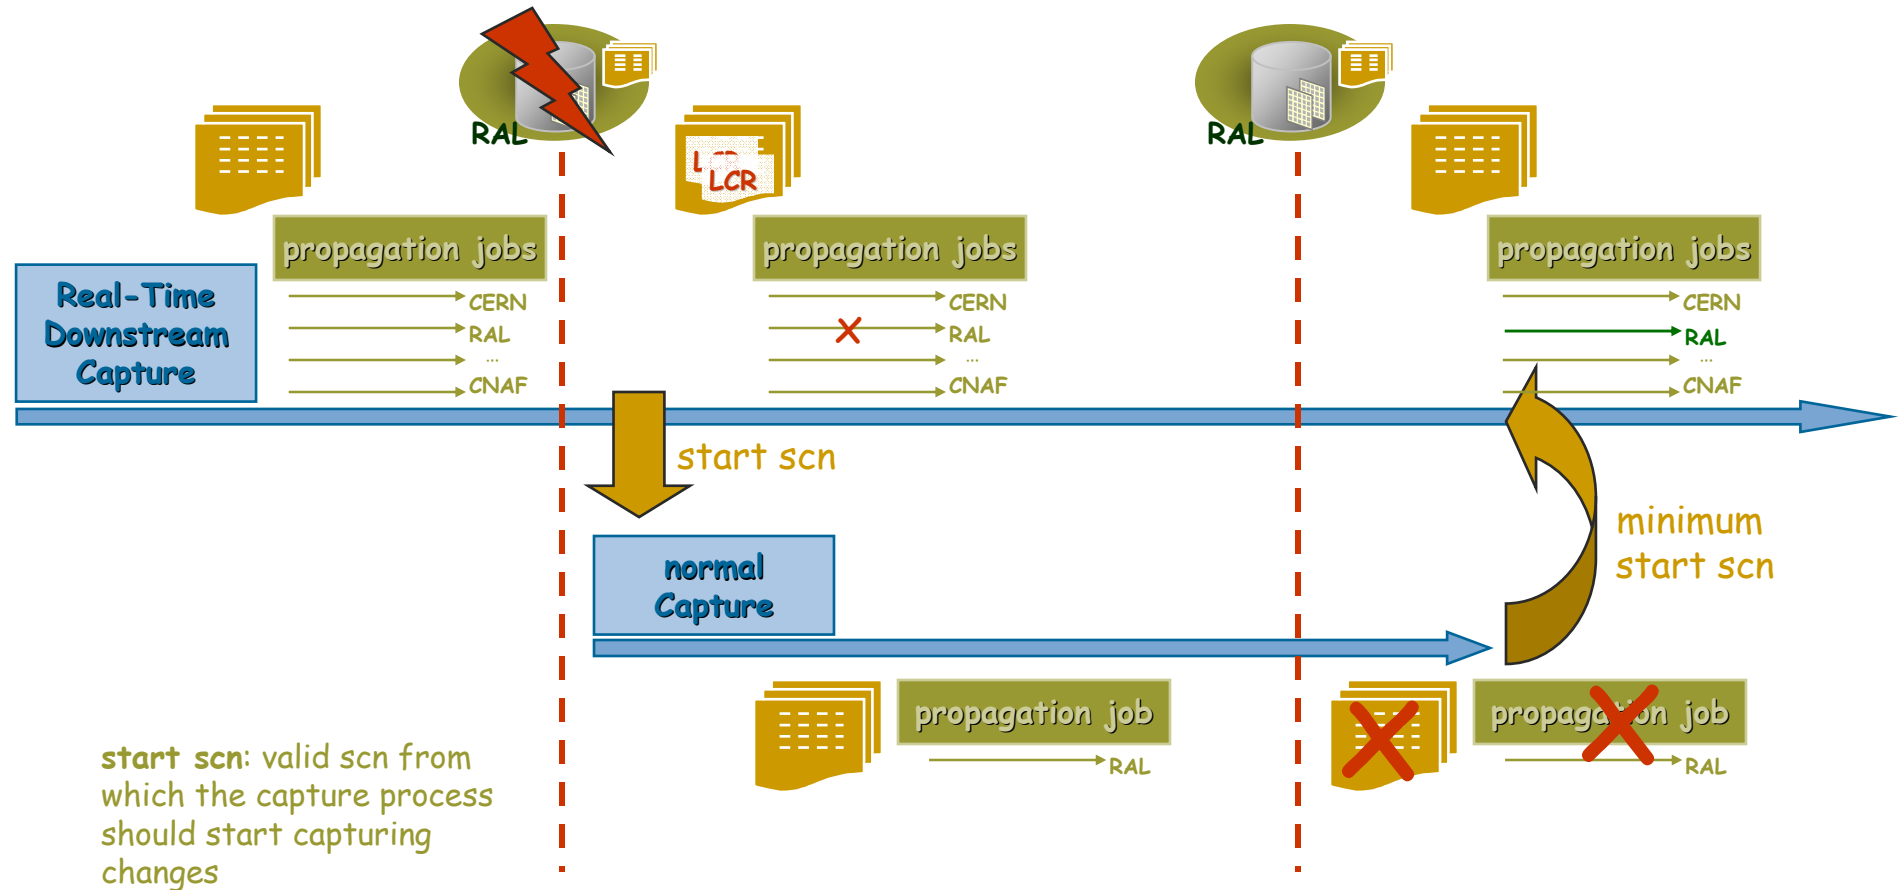 RAL
RAL
LCR
LCR
propagation jobs
propagation jobs
propagation jobs
Real-Time
Downstream
Capture
CERN
RAL
...
CNAF
CERN
RAL
...
CNAF
CERN
RAL
...
CNAF
start scn
minimum
start scn
normal
Capture
propagation job
RAL
propagation job
RAL
start scn: valid scn from
which the capture process
should start capturing
changes